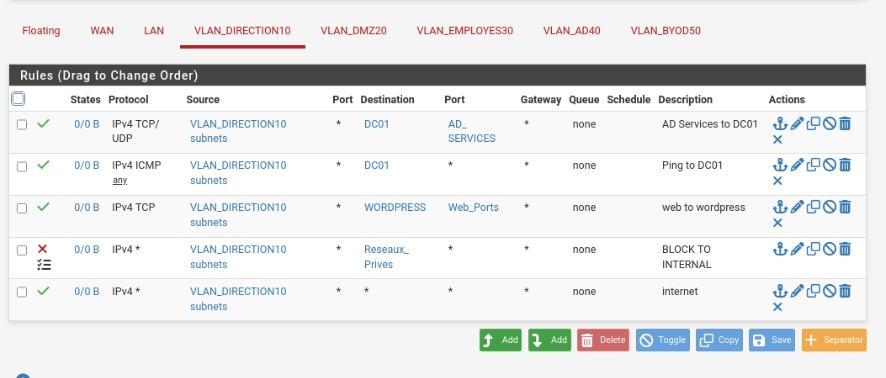 Floating WAN LAN VLAN_DIRECTION10 VLAN_DMZ20 VLAN_EMPLOYES30 VLAN_AD40 VLAN_BYOD50
Rules (Drag to Change Order)
States Protocol Source Port Destination Port Gateway Queue Schedule Description Actions
0/0 B IPv4 TCP/ VLAN_DIRECTION10 * DC01 AD_ * none AD Services to DC01
UDP subnets SERVICES
0/0 B IPv4 ICMP VLAN_DIRECTION10 * DC01 * * none Ping to DC01
any subnets
0/0 B IPv4 TCP VLAN_DIRECTION10 * WORDPRESS Web_Ports * none web to wordpress
subnets
0/0 B IPv4 * VLAN_DIRECTION10 * Reseaux_ * * none BLOCK TO
subnets Prives INTERNAL
0/0 B IPv4 * VLAN_DIRECTION10 * * * * none internet
subnets
Add Add Delete Toggle Copy Save Separator